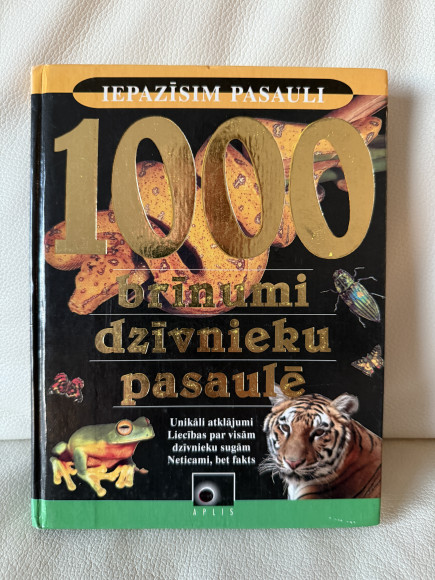 IEPAZĪSIM PASAULI
1000
brīnumi
dzīvnieku
pasaulē
Unikāli atklājumi
Liecības par visām
dzīvnieku sugām
Neticami, bet fakts
APLIS